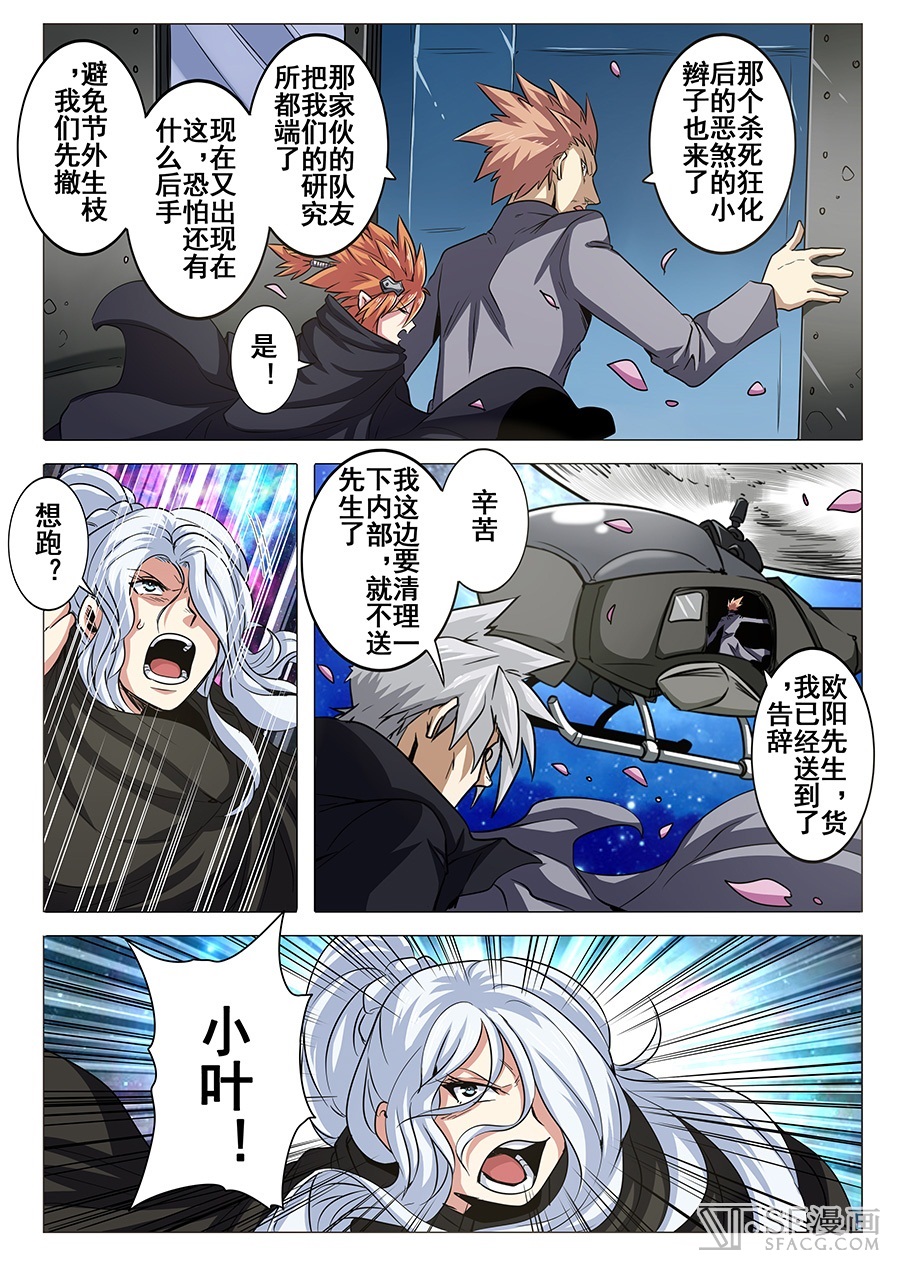 那个杀死狂化
后的恶煞的小
辫子也来了
那家伙的队友
把我们的研究
所都端了
现在又出现在
这，恐怕还有
什么后手
避免节外生枝
，我们先撤
是！
欧阳先生，货
我已经送到了
，告辞
辛苦
我这边要清理一
下内部，就不送
先生了
想跑？
小叶！
漫画
SFACG.COM